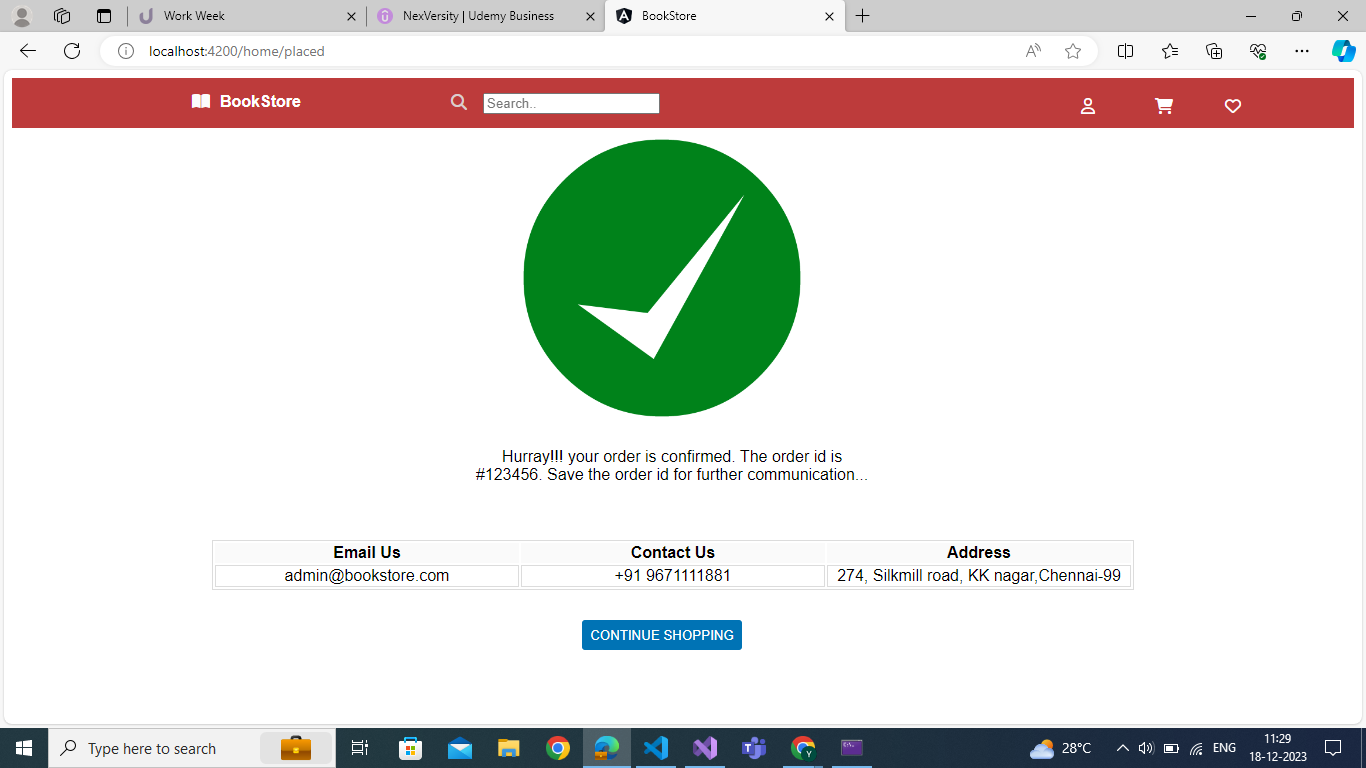 Work Week
NexVersity | Udemy Business
BookStore
localhost:4200/home/placed
BookStore
Search..
Hurray!!! your order is confirmed. The order id is
#123456. Save the order id for further communication...
Email Us Contact Us Address
admin@bookstore.com +91 9671111881 274, Silkmill road, KK nagar,Chennai-99
CONTINUE SHOPPING
Type here to search
28°C
ENG
11:29
18-12-2023